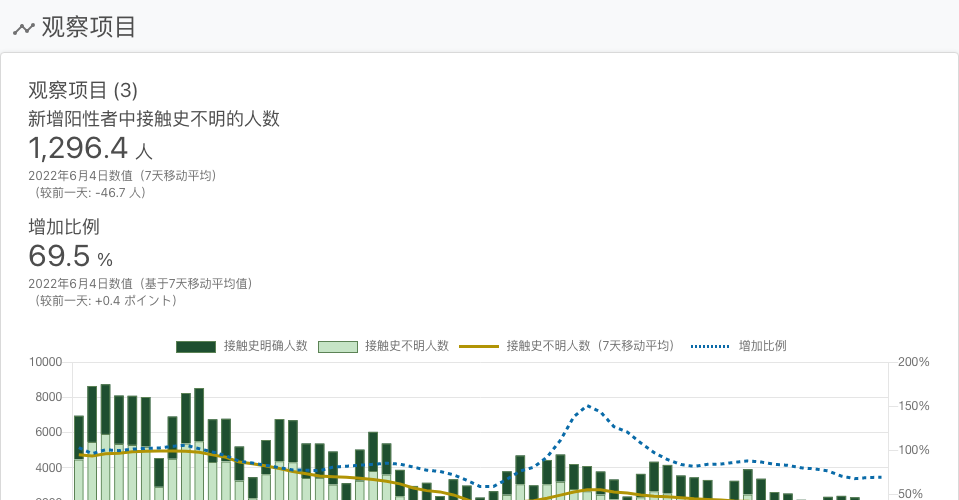 观察项目
观察项目 (3)
新增阳性者中接触史不明的人数
1,296.4 人
2022年6月4日数值（7天移动平均）
（较前一天: -46.7 人）
增加比例
69.5 %
2022年6月4日数值（基于7天移动平均值）
（较前一天: +0.4 ポイント）
接触史明确人数 接触史不明人数 接触史不明人数（7天移动平均） 增加比例
10000 200%
8000
150%
6000
100%
4000
50%